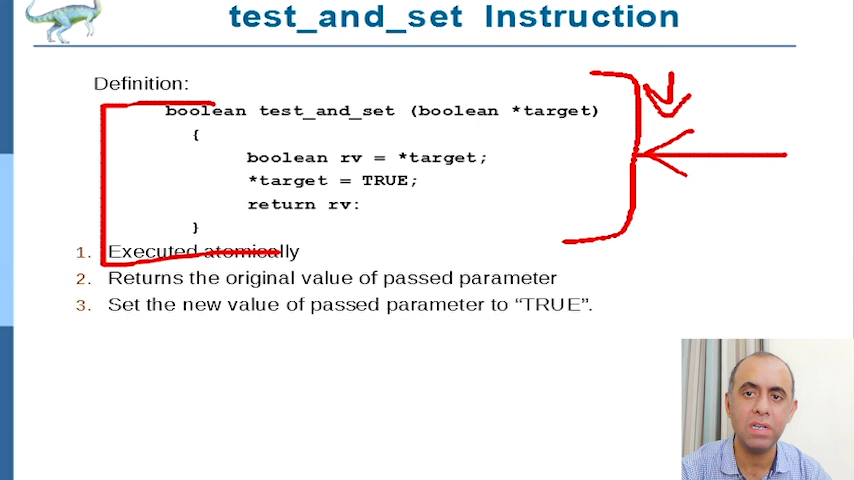 test_and_set Instruction
Definition:
boolean test_and_set (boolean *target)
{
boolean rv = *target;
*target = TRUE;
return rv:
}
1. Executed atomically
2. Returns the original value of passed parameter
3. Set the new value of passed parameter to “TRUE”.